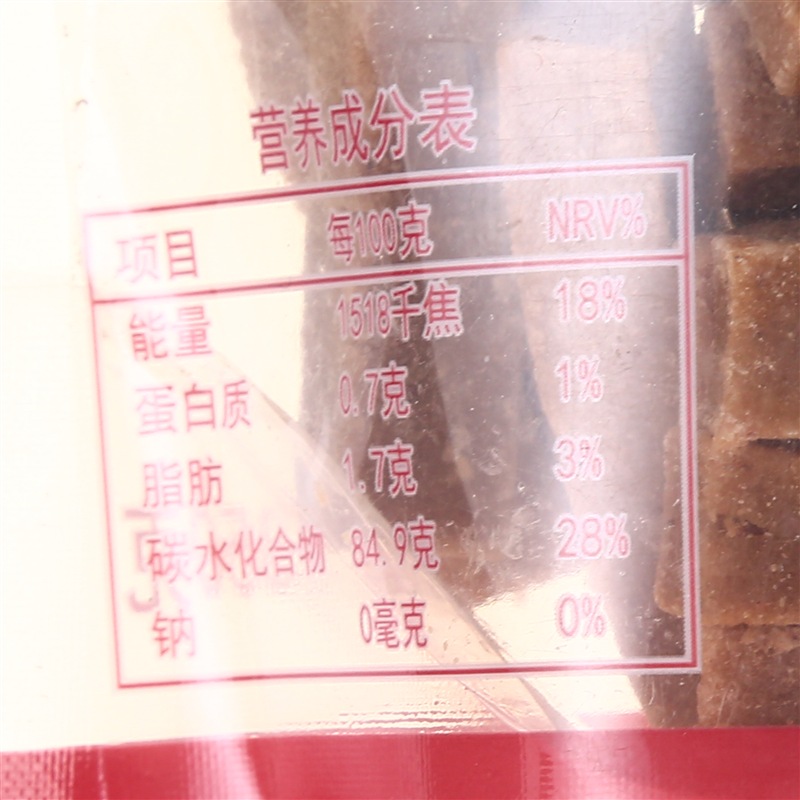 营养成分表
项目 每100克 NRV%
能量 1518千焦 18%
蛋白质 0.7克 1%
脂肪 1.7克 3%
碳水化合物 84.9克 28%
钠 0毫克 0%